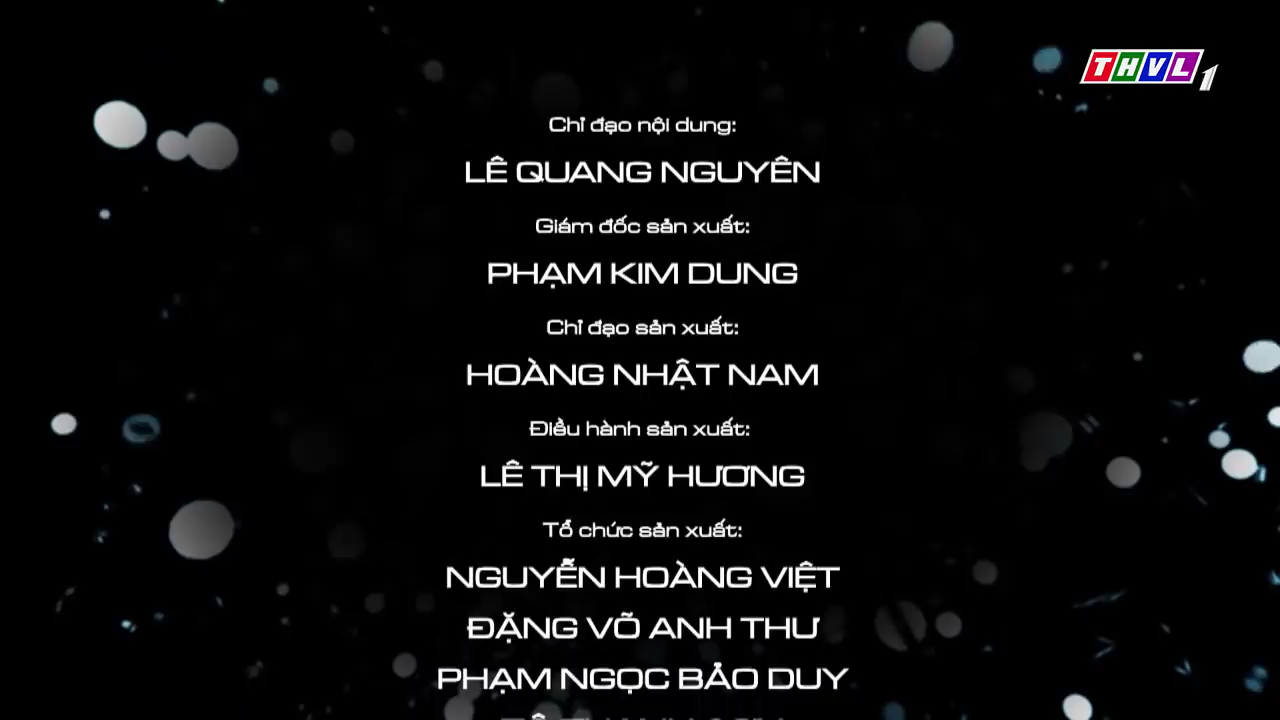 THVL1
Chỉ đạo nội dung:
LÊ QUANG NGUYÊN
Giám đốc sản xuất:
PHẠM KIM DUNG
Chỉ đạo sản xuất:
HOÀNG NHẬT NAM
Điều hành sản xuất:
LÊ THỊ MỸ HƯƠNG
Tổ chức sản xuất:
NGUYỄN HOÀNG VIỆT
ĐẶNG VÕ ANH THƯ
PHẠM NGỌC BẢO DUY